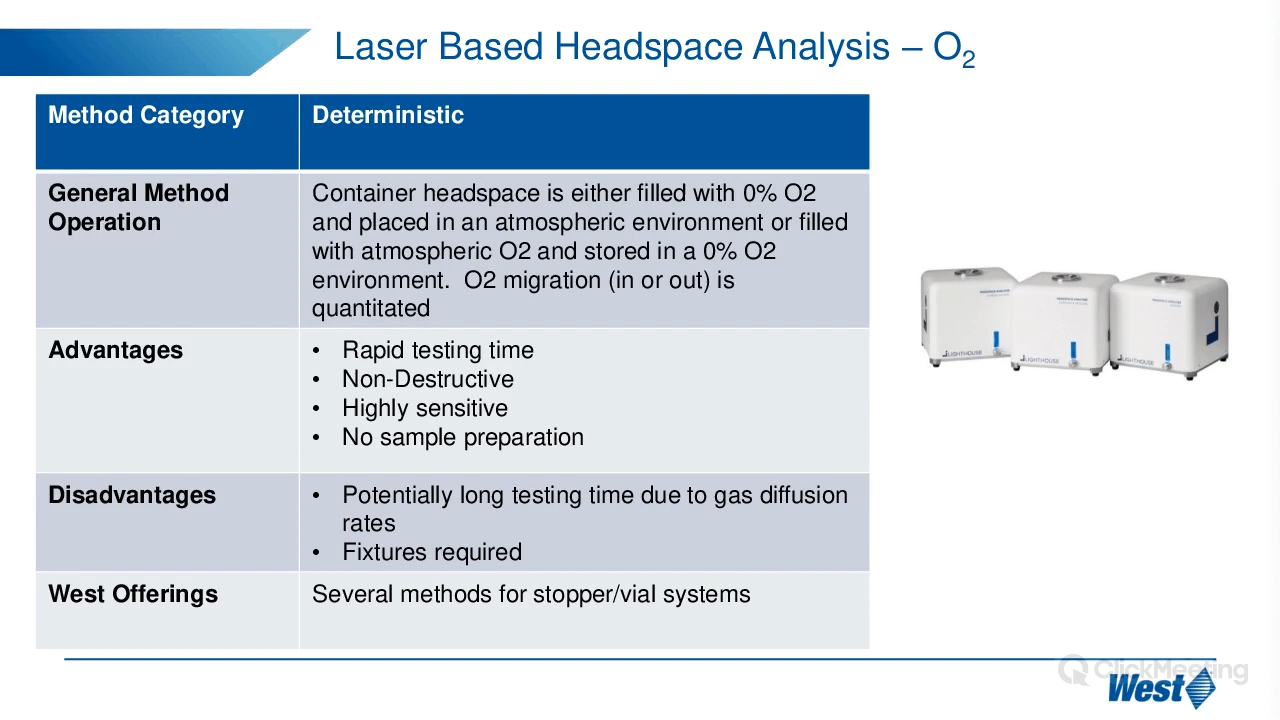 Laser Based Headspace Analysis – O2
Method Category
Deterministic
General Method
Operation
Container headspace is either filled with 0% O2
and placed in an atmospheric environment or filled
with atmospheric O2 and stored in a 0% O2
environment.  O2 migration (in or out) is
quantitated
Advantages
• Rapid testing time
• Non-Destructive
• Highly sensitive
• No sample preparation
Disadvantages
• Potentially long testing time due to gas diffusion
rates
• Fixtures required
West Offerings
Several methods for stopper/vial systems
LIGHTHOUSE
LIGHTHOUSE
LIGHTHOUSE
ClickMeeting
West